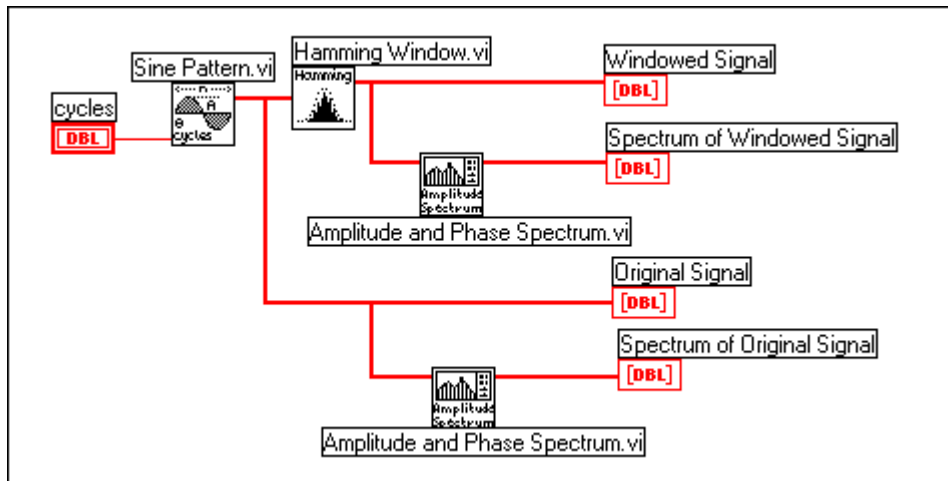 Hamming Window.vi
Windowed Signal
Sine Pattern.vi
Hamming
[DBL]
cycles
<---n--->
A
θ
cycles
DBL
Spectrum of Windowed Signal
[DBL]
Amplitude
Spectrum
Amplitude and Phase Spectrum.vi
Original Signal
[DBL]
Spectrum of Original Signal
[DBL]
Amplitude
Spectrum
Amplitude and Phase Spectrum.vi